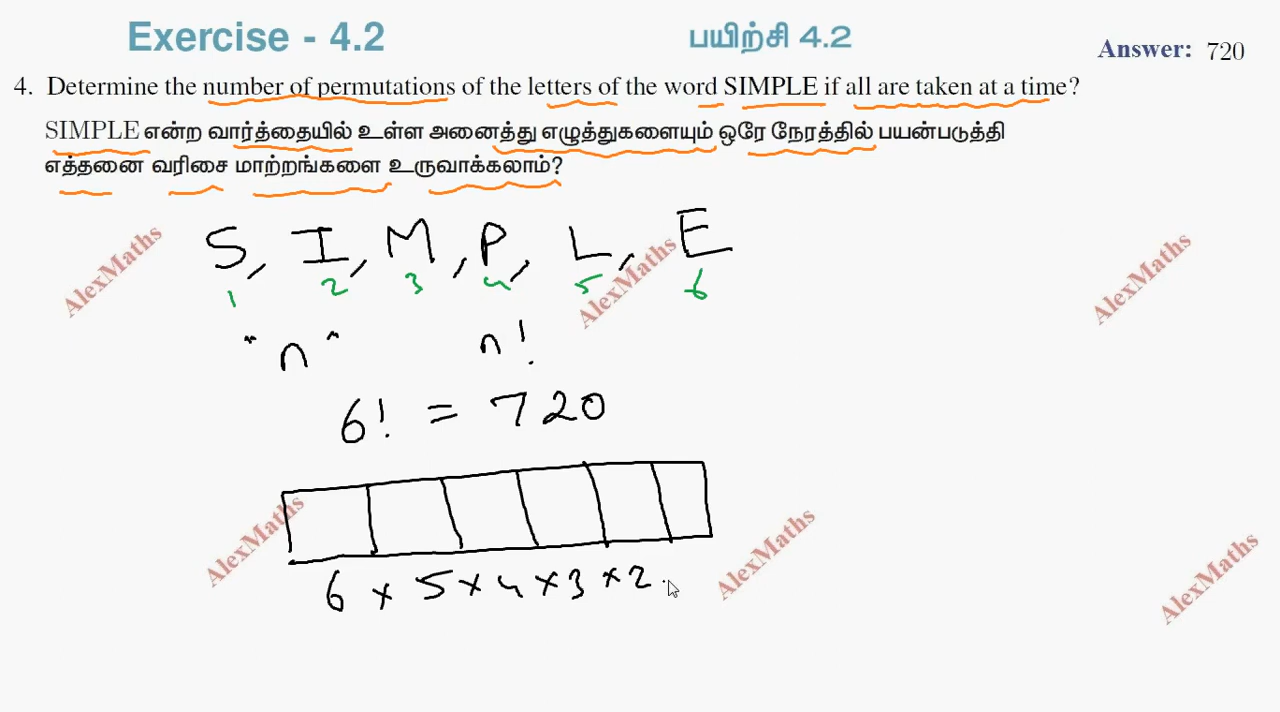 Exercise - 4.2
பயிற்சி 4.2
Answer: 720
4. Determine the number of permutations of the letters of the word SIMPLE if all are taken at a time?
SIMPLE என்ற வார்த்தையில் உள்ள அனைத்து எழுத்துகளையும் ஒரே நேரத்தில் பயன்படுத்தி
எத்தனை வரிசை மாற்றங்களை உருவாக்கலாம்?
S, I, M, P, L, E
1 2 3 4 5 6
"n" n!
6! = 720
6 × 5 × 4 × 3 × 2 .
AlexMaths
AlexMaths
AlexMaths
AlexMaths
AlexMaths
AlexMaths